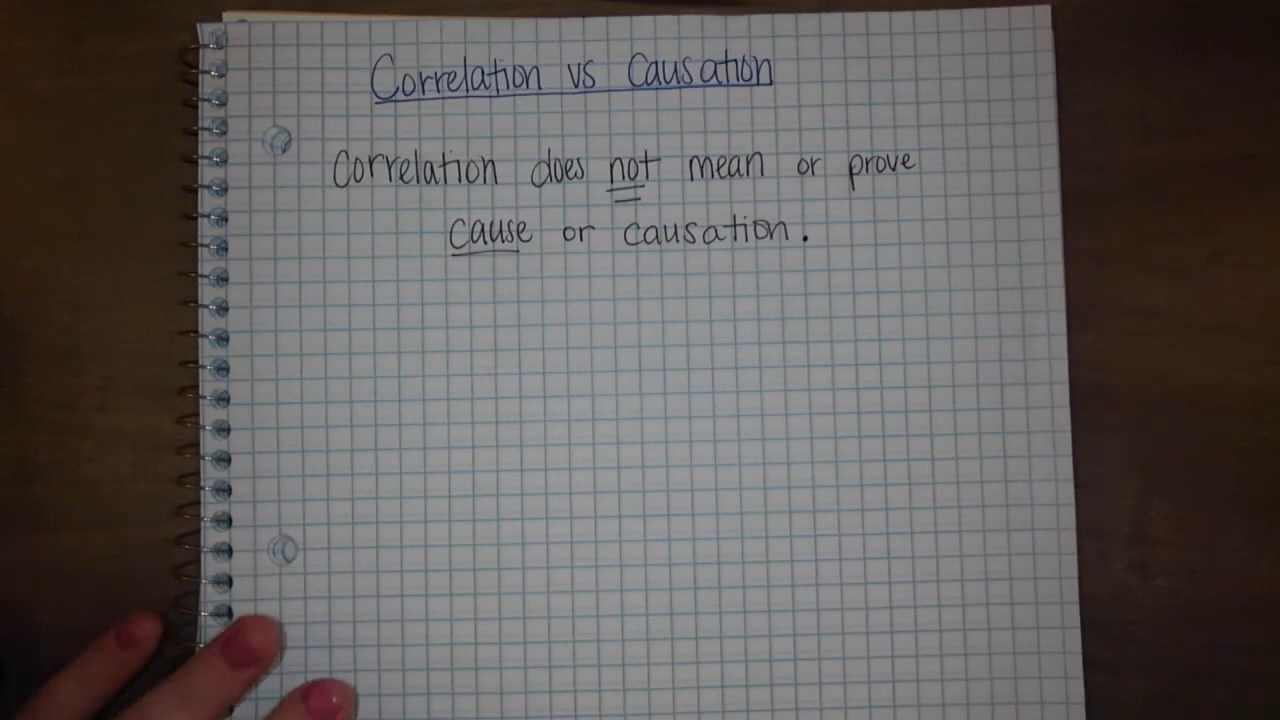 Correlation vs Causation
Correlation does not mean or prove
cause or causation.